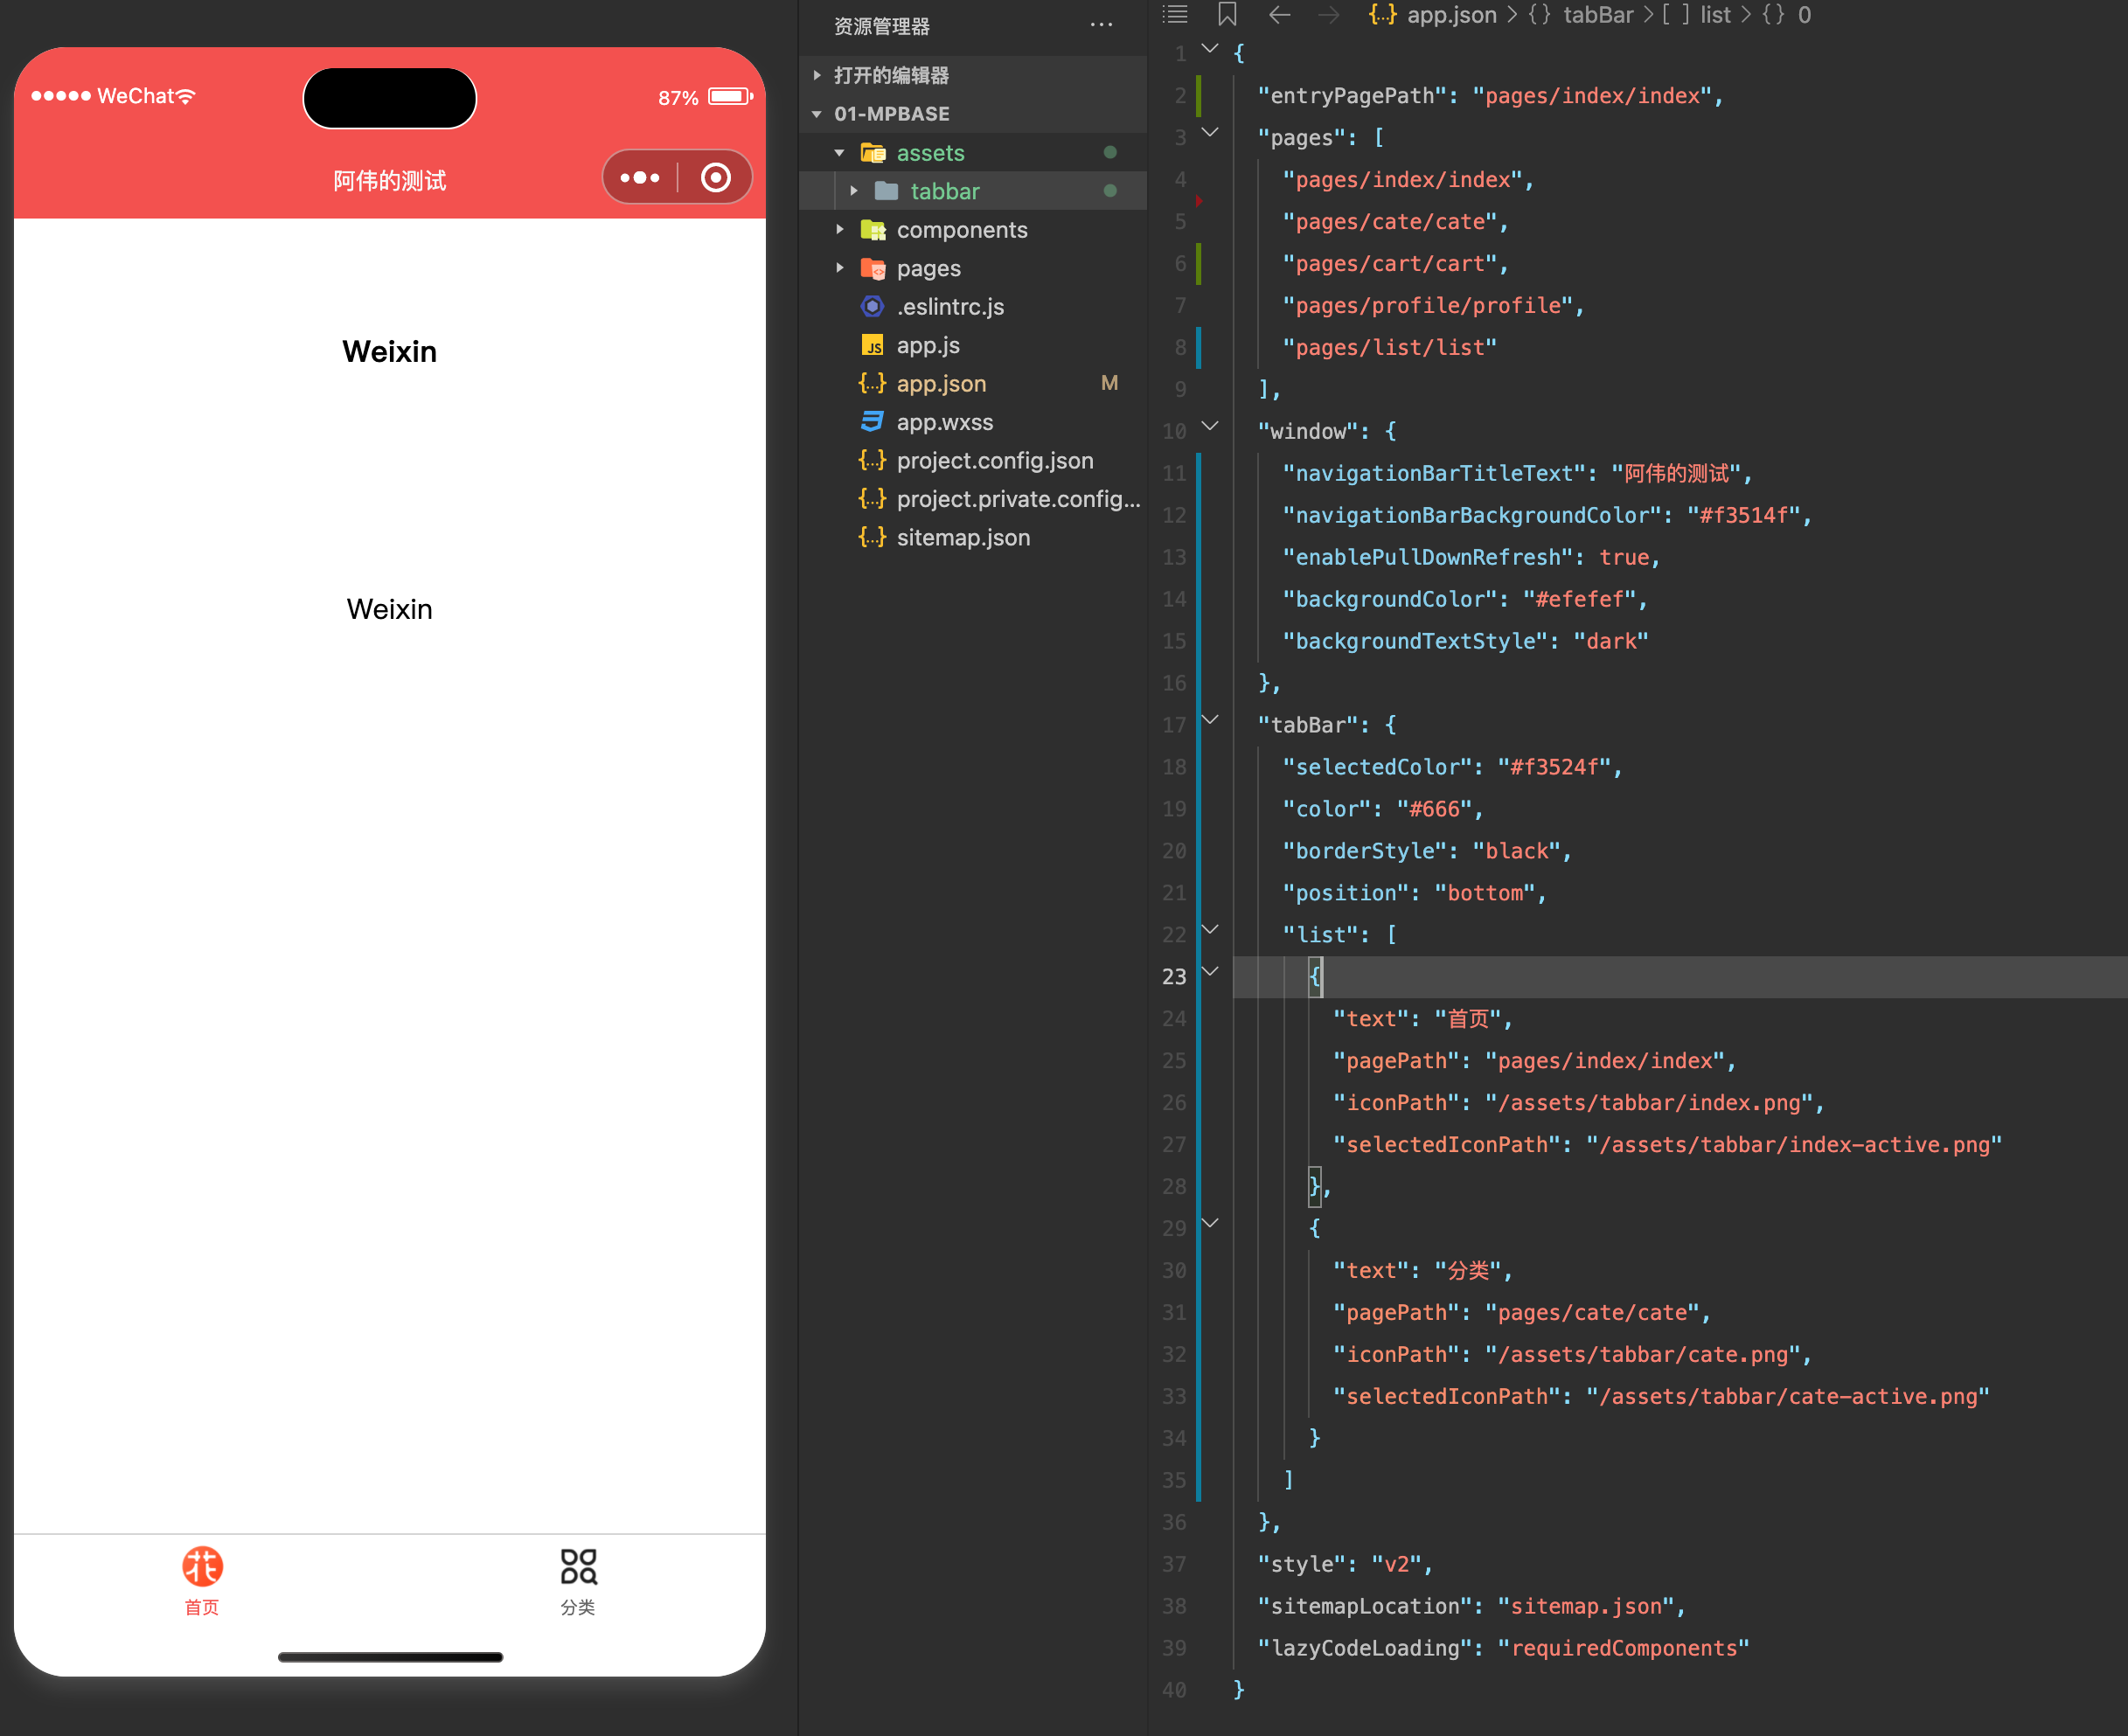 WeChat
87%
阿伟的测试
Weixin
Weixin
花
首页
分类
资源管理器
打开的编辑器
01-MPBASE
assets
tabbar
components
pages
.eslintrc.js
JS app.js
app.json M
app.wxss
project.config.json
project.private.config...
sitemap.json
{..} app.json > {} tabBar > [ ] list > {} 0
1 {
2 "entryPagePath": "pages/index/index",
3 "pages": [
4 "pages/index/index",
5 "pages/cate/cate",
6 "pages/cart/cart",
7 "pages/profile/profile",
8 "pages/list/list"
9 ],
10 "window": {
11 "navigationBarTitleText": "阿伟的测试",
12 "navigationBarBackgroundColor": "#f3514f",
13 "enablePullDownRefresh": true,
14 "backgroundColor": "#efefef",
15 "backgroundTextStyle": "dark"
16 },
17 "tabBar": {
18 "selectedColor": "#f3524f",
19 "color": "#666",
20 "borderStyle": "black",
21 "position": "bottom",
22 "list": [
23 {
24 "text": "首页",
25 "pagePath": "pages/index/index",
26 "iconPath": "/assets/tabbar/index.png",
27 "selectedIconPath": "/assets/tabbar/index-active.png"
28 },
29 {
30 "text": "分类",
31 "pagePath": "pages/cate/cate",
32 "iconPath": "/assets/tabbar/cate.png",
33 "selectedIconPath": "/assets/tabbar/cate-active.png"
34 }
35 ]
36 },
37 "style": "v2",
38 "sitemapLocation": "sitemap.json",
39 "lazyCodeLoading": "requiredComponents"
40 }